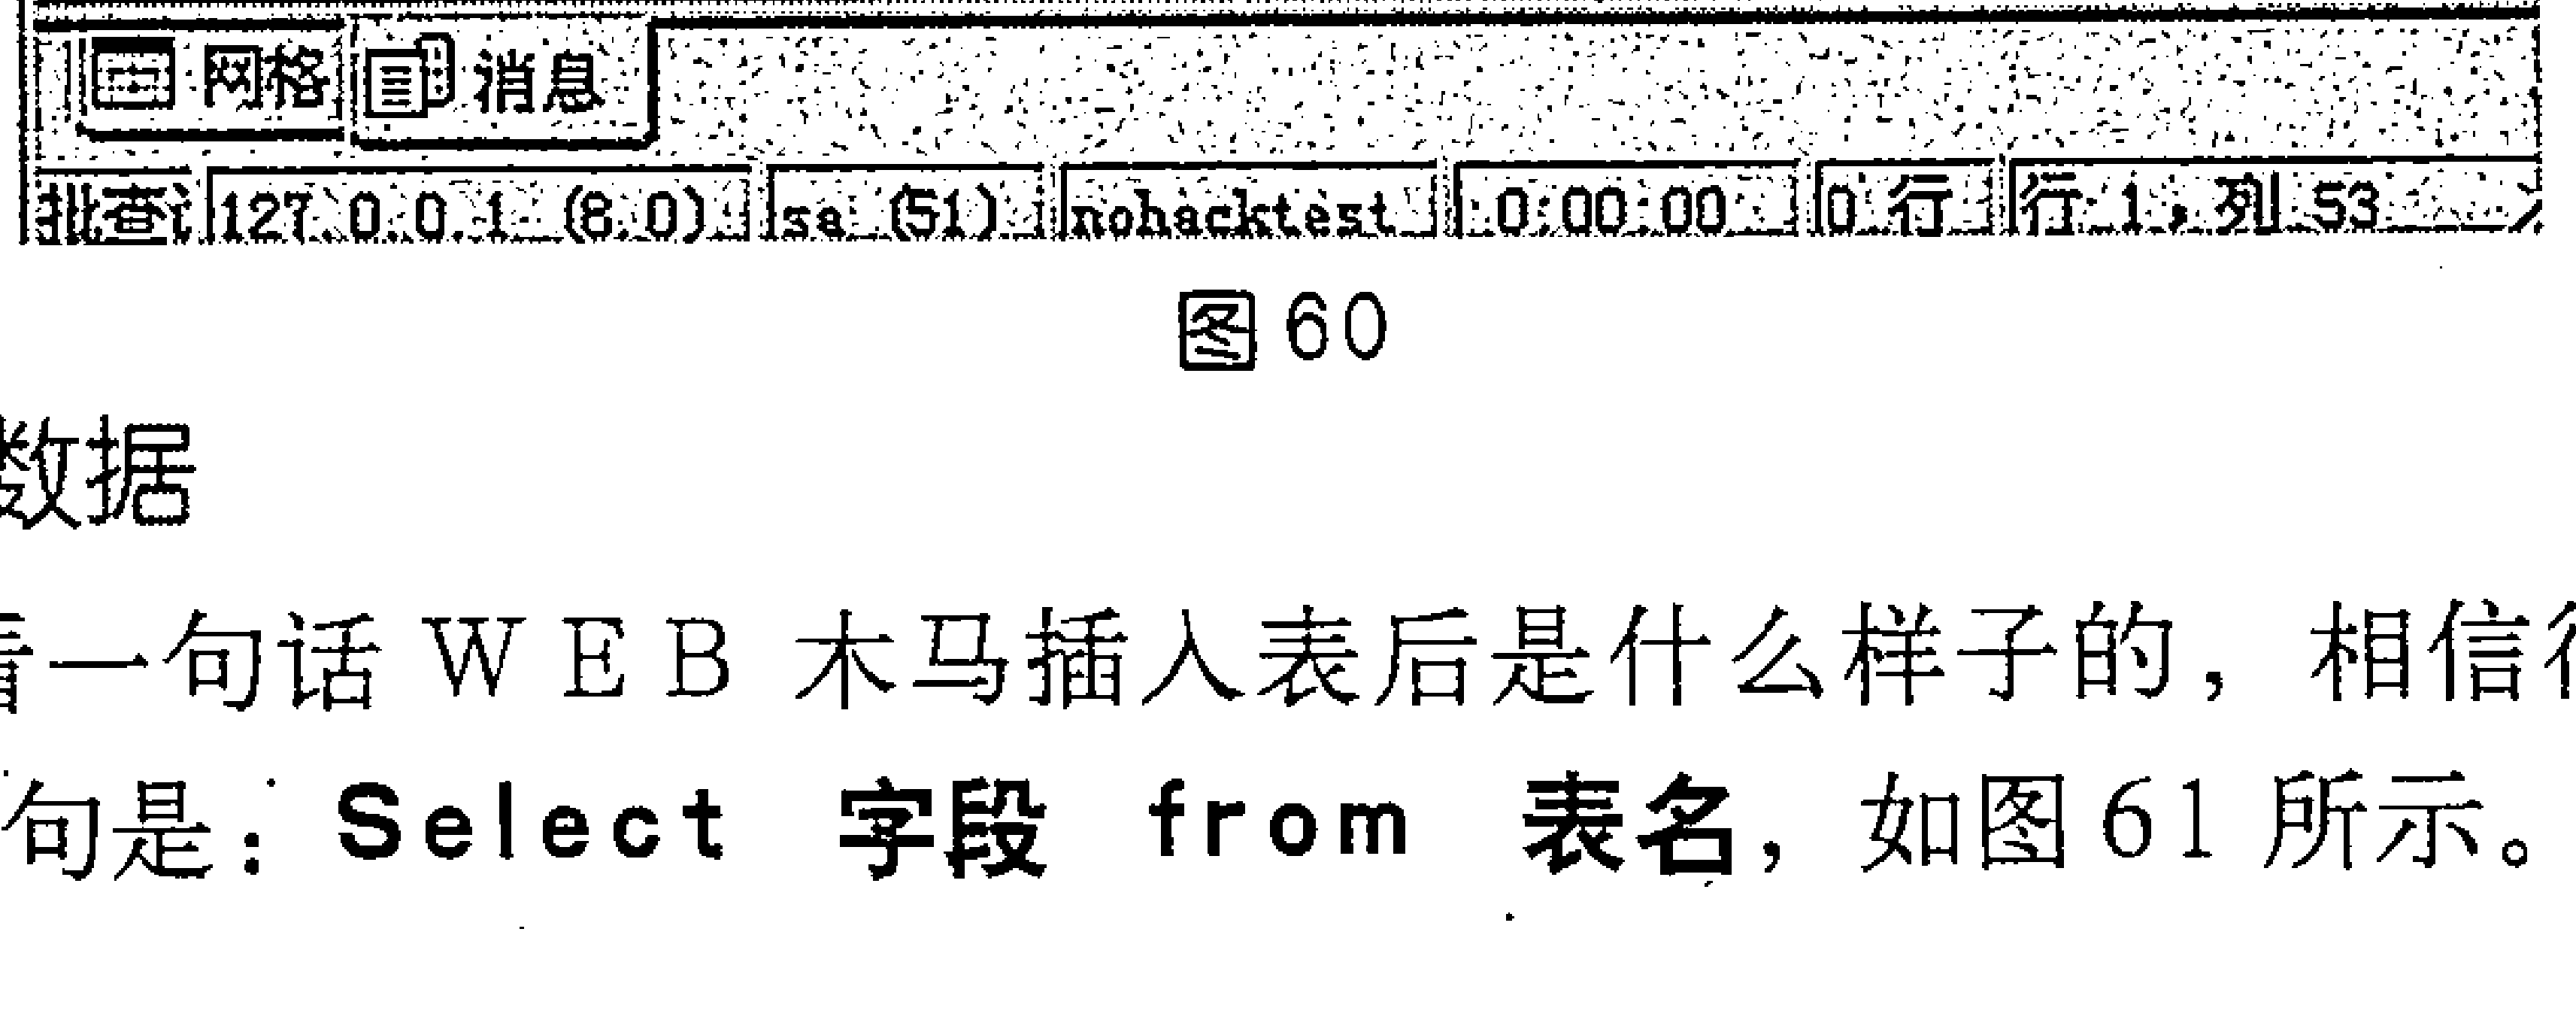 网格 消息
批查 127.0.0.1 (8.0) sa (51) nohacktest 0:00:00 0 行 行 1, 列 53
图 60
数据
看一句话 WEB 木马插入表后是什么样子的，相信
句是：Select 字段 from 表名，如图 61 所示。